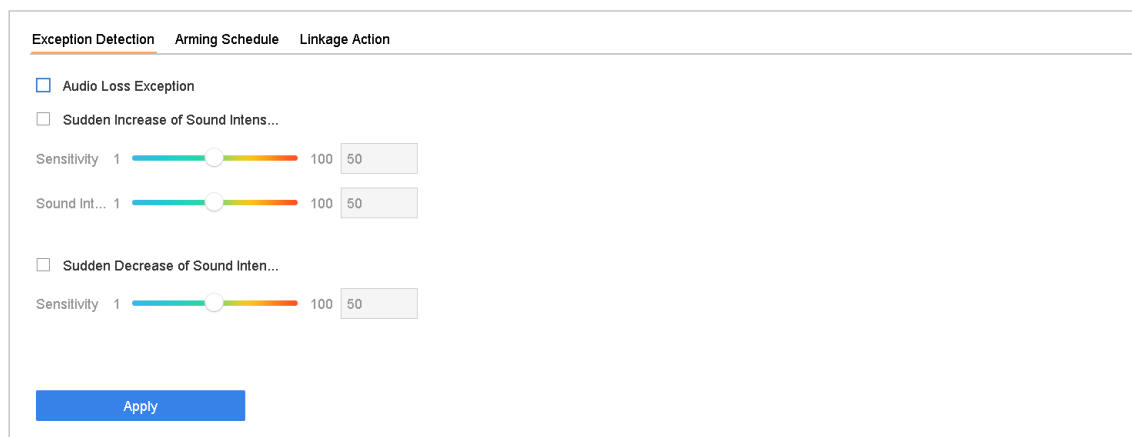 Exception Detection Arming Schedule Linkage Action
Audio Loss Exception
Sudden Increase of Sound Intens...
Sensitivity 1 100 50
Sound Int... 1 100 50
Sudden Decrease of Sound Inten...
Sensitivity 1 100 50
Apply